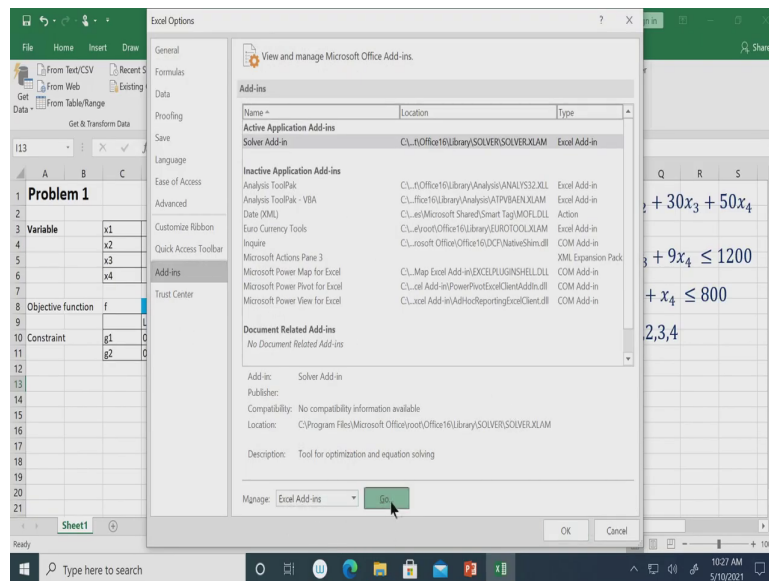 Excel Options
? X
File Home Insert Draw
Share
From Text/CSV
From Web
From Table/Range
Recent S
Existing
Get
Data
Get & Transform Data
I13
A B C
Q R S
1 Problem 1
2
3 Variable x1
4 x2
5 x3
6 x4
7
8 Objective function f
9
10 Constraint g1 0
11 g2 0
12
13
14
15
16
17
18
19
20
21
General
Formulas
Data
Proofing
Save
Language
Ease of Access
Advanced
Customize Ribbon
Quick Access Toolbar
Add-ins
Trust Center
View and manage Microsoft Office Add-ins.
Add-ins
Name Location Type
Active Application Add-ins
Solver Add-in C:\...t\Office16\Library\SOLVER\SOLVER.XLAM Excel Add-in
Inactive Application Add-ins
Analysis ToolPak C:\...t\Office16\Library\Analysis\ANALYS32.XLL Excel Add-in
Analysis ToolPak - VBA C:\...ffice16\Library\Analysis\ATPVBAEN.XLAM Excel Add-in
Date (XML) C:\...es\Microsoft Shared\Smart Tag\MOFL.DLL Action
Euro Currency Tools C:\...e\root\Office16\Library\EUROTOOL.XLAM Excel Add-in
Inquire C:\...rosoft Office\Office16\DCF\NativeShim.dll COM Add-in
Microsoft Actions Pane 3 XML Expansion Pack
Microsoft Power Map for Excel C:\...Map Excel Add-in\EXCELPLUGINSHELL.DLL COM Add-in
Microsoft Power Pivot for Excel C:\...cel Add-in\PowerPivotExcelClientAddIn.dll COM Add-in
Microsoft Power View for Excel C:\...xcel Add-in\AdHocReportingExcelClient.dll COM Add-in
Document Related Add-ins
No Document Related Add-ins
Add-in: Solver Add-in
Publisher:
Compatibility: No compatibility information available
Location: C:\Program Files\Microsoft Office\root\Office16\Library\SOLVER\SOLVER.XLAM
Description: Tool for optimization and equation solving
Manage: Excel Add-ins Go...
OK Cancel
2 + 30x₃ + 50x₄
3 + 9x₄ ≤ 1200
+ x₄ ≤ 800
2,3,4
Sheet1
Ready
Type here to search
10:27 AM
5/10/2021